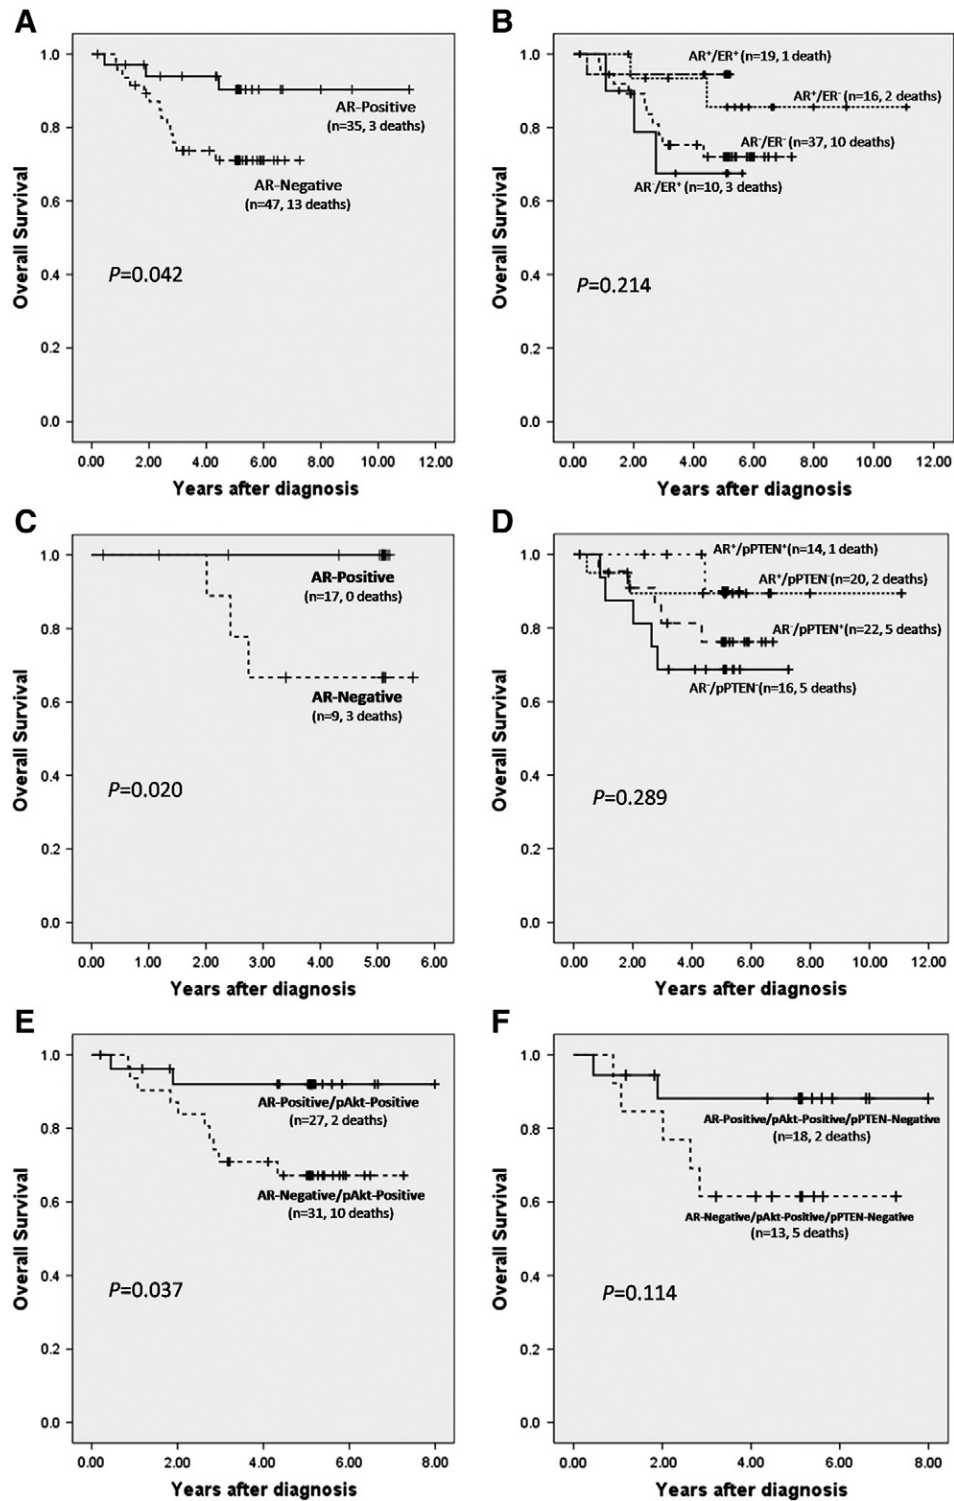 A
1.0
0.8
0.6
0.4
0.2
0.0
Overall Survival
AR-Positive
(n=35, 3 deaths)
AR-Negative
(n=47, 13 deaths)
P=0.042
0.00 2.00 4.00 6.00 8.00 10.00 12.00
Years after diagnosis
B
1.0
0.8
0.6
0.4
0.2
0.0
Overall Survival
AR⁺/ER⁺ (n=19, 1 death)
AR⁺/ER⁻ (n=16, 2 deaths)
AR⁻/ER⁻ (n=37, 10 deaths)
AR⁻/ER⁺ (n=10, 3 deaths)
P=0.214
0.00 2.00 4.00 6.00 8.00 10.00 12.00
Years after diagnosis
C
1.0
0.8
0.6
0.4
0.2
0.0
Overall Survival
AR-Positive
(n=17, 0 deaths)
AR-Negative
(n=9, 3 deaths)
P=0.020
0.00 1.00 2.00 3.00 4.00 5.00 6.00
Years after diagnosis
D
1.0
0.8
0.6
0.4
0.2
0.0
Overall Survival
AR⁺/pPTEN⁺(n=14, 1 death)
AR⁺/pPTEN⁻(n=20, 2 deaths)
AR⁻/pPTEN⁺(n=22, 5 deaths)
AR⁻/pPTEN⁻(n=16, 5 deaths)
P=0.289
0.00 2.00 4.00 6.00 8.00 10.00 12.00
Years after diagnosis
E
1.0
0.8
0.6
0.4
0.2
0.0
Overall Survival
AR-Positive/pAkt-Positive
(n=27, 2 deaths)
AR-Negative/pAkt-Positive
(n=31, 10 deaths)
P=0.037
0.00 2.00 4.00 6.00 8.00
Years after diagnosis
F
1.0
0.8
0.6
0.4
0.2
0.0
Overall Survival
AR-Positive/pAkt-Positive/pPTEN-Negative
(n=18, 2 deaths)
AR-Negative/pAkt-Positive/pPTEN-Negative
(n=13, 5 deaths)
P=0.114
0.00 2.00 4.00 6.00 8.00
Years after diagnosis